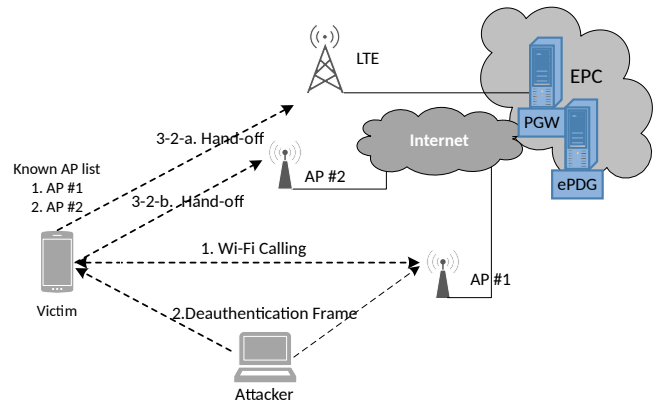 LTE
EPC
PGW
ePDG
Internet
3-2-a. Hand-off
Known AP list
1. AP #1
2. AP #2
AP #2
3-2-b. Hand-off
1. Wi-Fi Calling
AP #1
Victim
2.Deauthentication Frame
Attacker